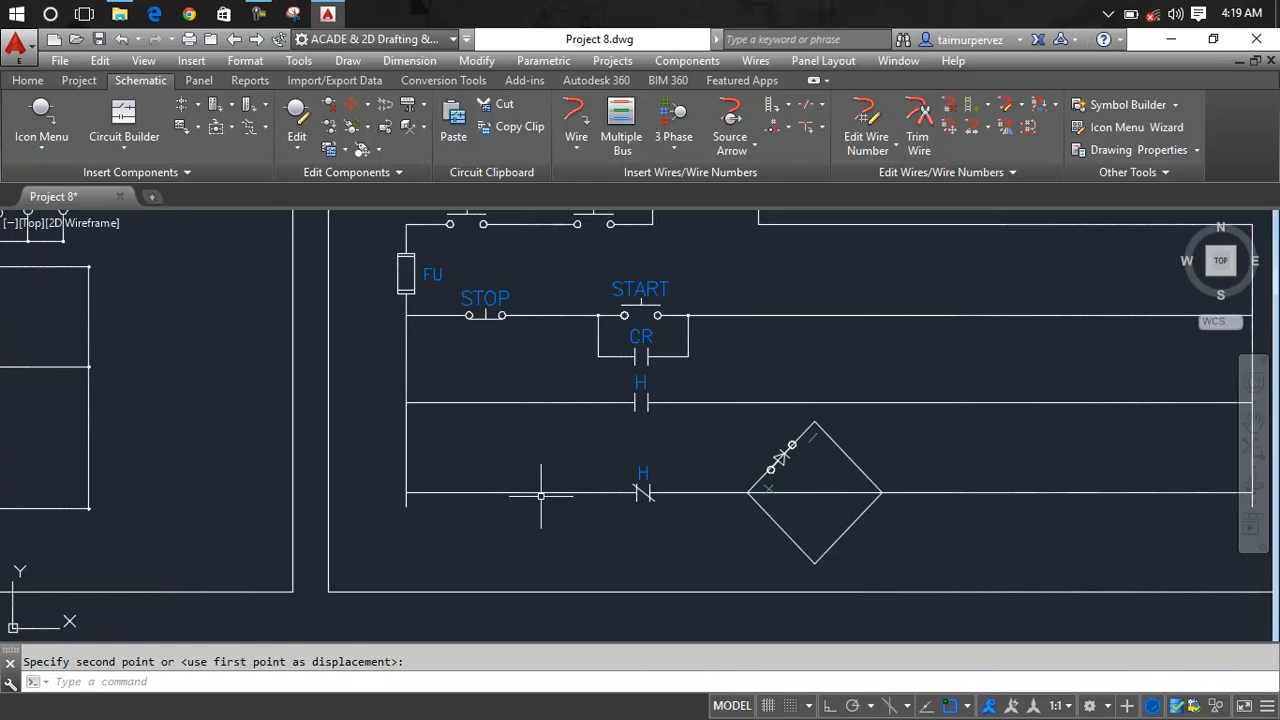 4:19 AM
ACADE & 2D Drafting &...
Project 8.dwg
Type a keyword or phrase
taimurpervez
E
File Edit View Insert Format Tools Draw Dimension Modify Parametric Projects Components Wires Panel Layout Window Help
Home Project Schematic Panel Reports Import/Export Data Conversion Tools Add-ins Autodesk 360 BIM 360 Featured Apps
Icon Menu
Circuit Builder
Edit
Paste
Cut
Copy Clip
Wire
Multiple Bus
3 Phase
Source Arrow
Edit Wire Number
Trim Wire
Symbol Builder
Icon Menu Wizard
Drawing Properties
Insert Components
Edit Components
Circuit Clipboard
Insert Wires/Wire Numbers
Edit Wires/Wire Numbers
Other Tools
Project 8*
[−][Top][2D Wireframe]
N
W TOP E
S
WCS
FU
STOP
START
CR
H
H
Y
X
Specify second point or <use first point as displacement>:
Type a command
MODEL
1:1